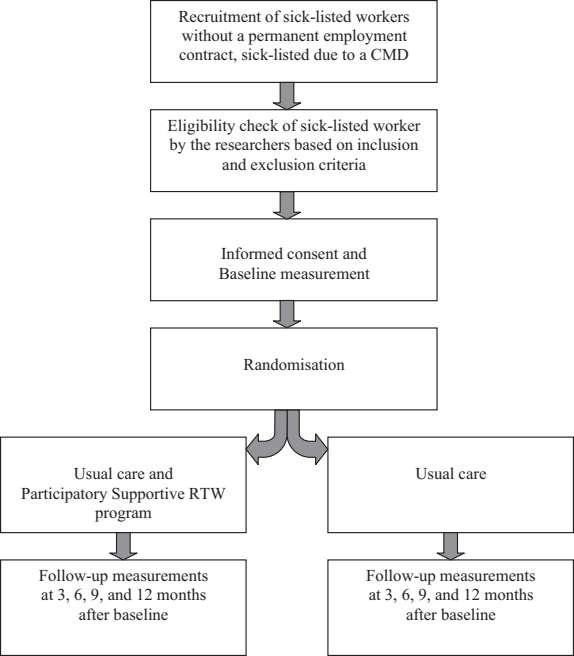 Recruitment of sick-listed workers
without a permanent employment
contract, sick-listed due to a CMD
Eligibility check of sick-listed worker
by the researchers based on inclusion
and exclusion criteria
Informed consent and
Baseline measurement
Randomisation
Usual care and
Participatory Supportive RTW
program
Usual care
Follow-up measurements
at 3, 6, 9, and 12 months
after baseline
Follow-up measurements
at 3, 6, 9, and 12 months
after baseline